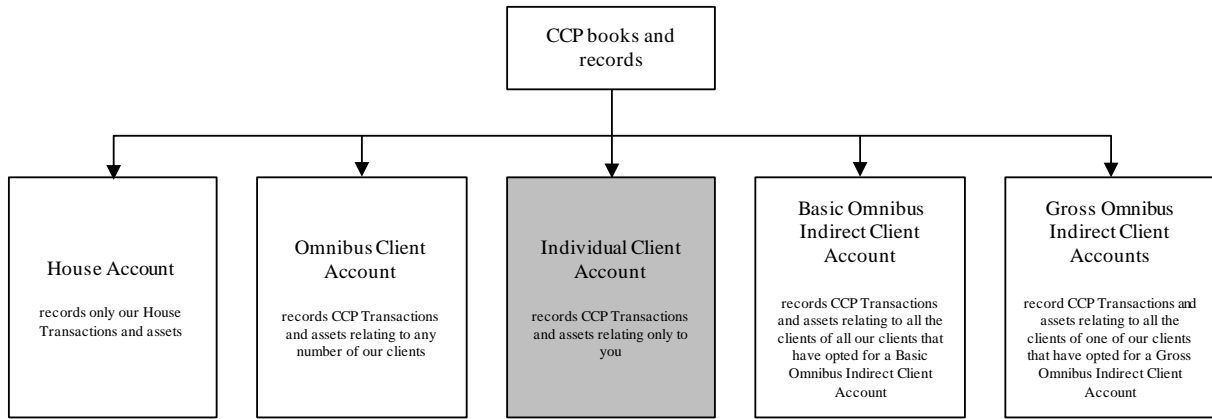 CCP books and
records
House Account
records only our House
Transactions and assets
Omnibus Client
Account
records CCP Transactions
and assets relating to any
number of our clients
Individual Client
Account
records CCP Transactions
and assets relating only to
you
Basic Omnibus
Indirect Client
Account
records CCP Transactions
and assets relating to all the
clients of all our clients that
have opted for a Basic
Omnibus Indirect Client
Account
Gross Omnibus
Indirect Client
Accounts
record CCP Transactions and
assets relating to all the
clients of one of our clients
that have opted for a Gross
Omnibus Indirect Client
Account